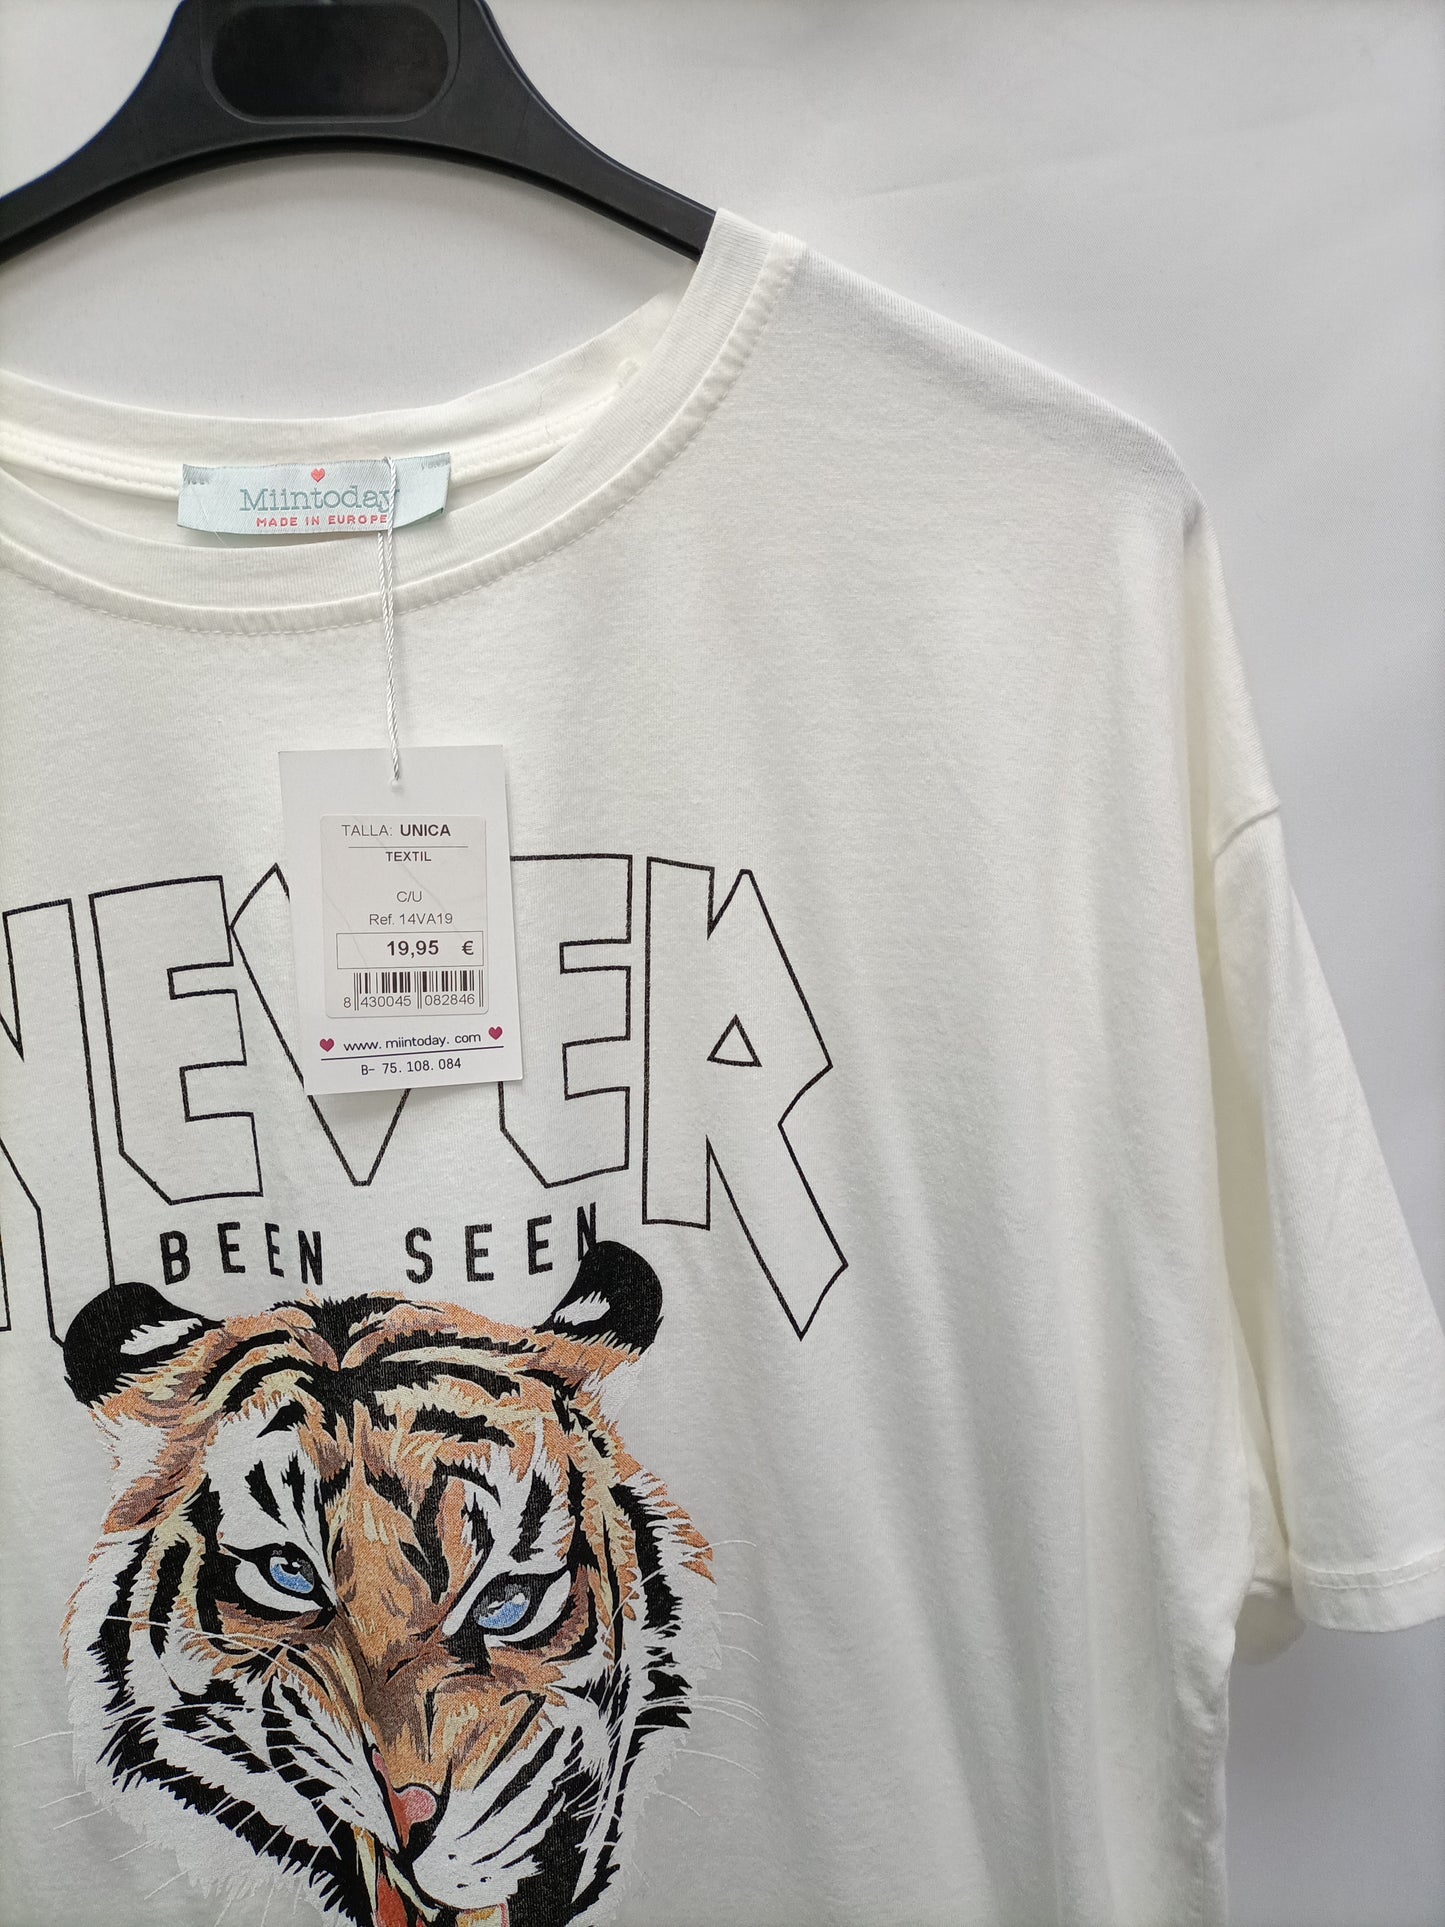 Miintoday
MADE IN EUROPE
TALLA: UNICA
TEXTIL
C/U
Ref. 14VA19
19,95 €
8 430045 082846
www. miintoday. com
B- 75. 108. 084
NEVER
BEEN SEEN